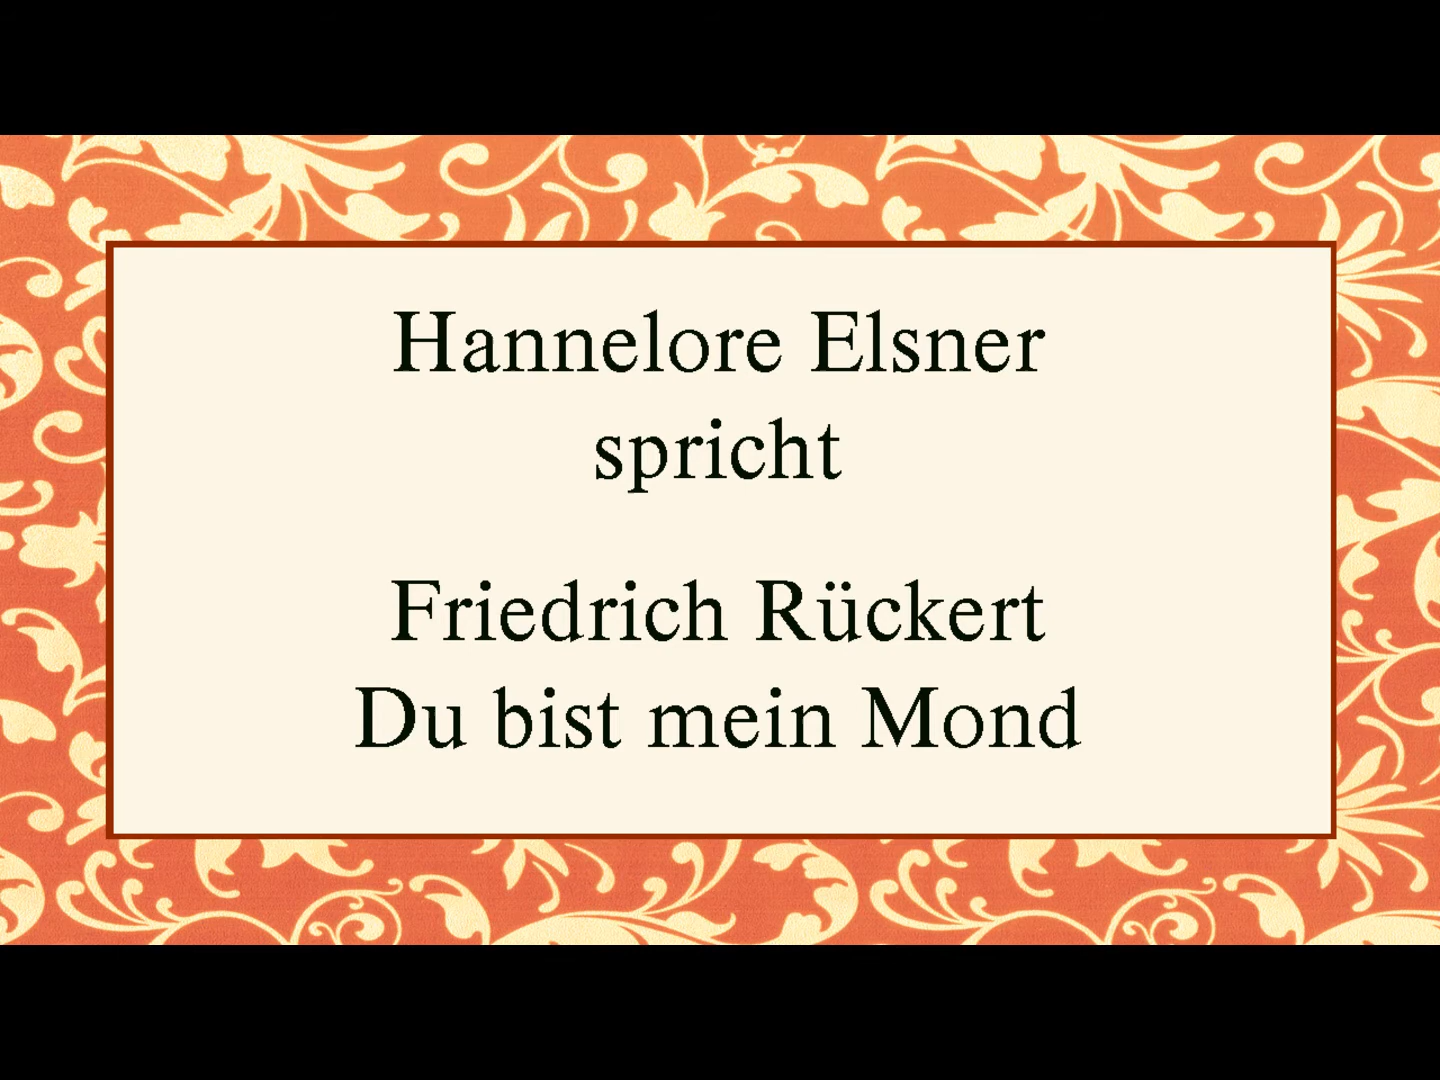 Hannelore Elsner
spricht
Friedrich Rückert
Du bist mein Mond